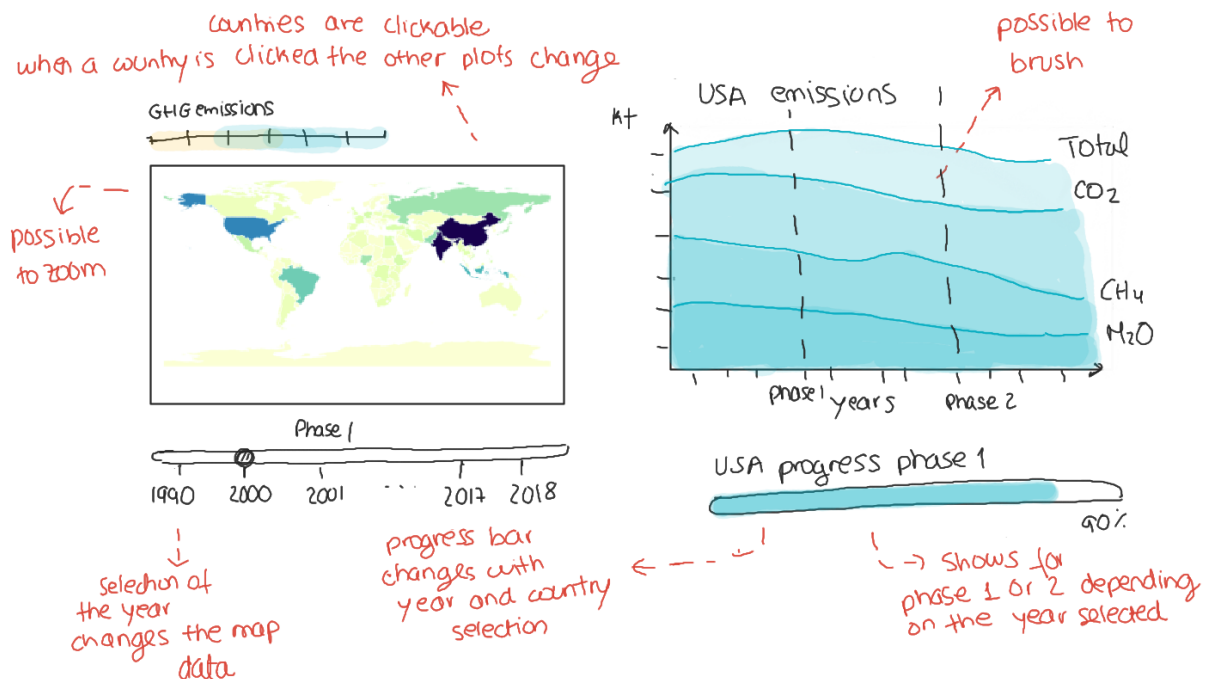 countries are clickable
when a country is clicked the other plots change
GHG emissions
possible
to zoom
Phase 1
1990 2000 2001 ... 2017 2018
Selection of
the year
changes the map
data
progress bar
changes with
year and country
selection
possible to
brush
USA emissions
kt
Total
CO2
CH4
N2O
phase 1 years phase 2
USA progress phase 1
90%
→ shows for
phase 1 or 2 depending
on the year selected